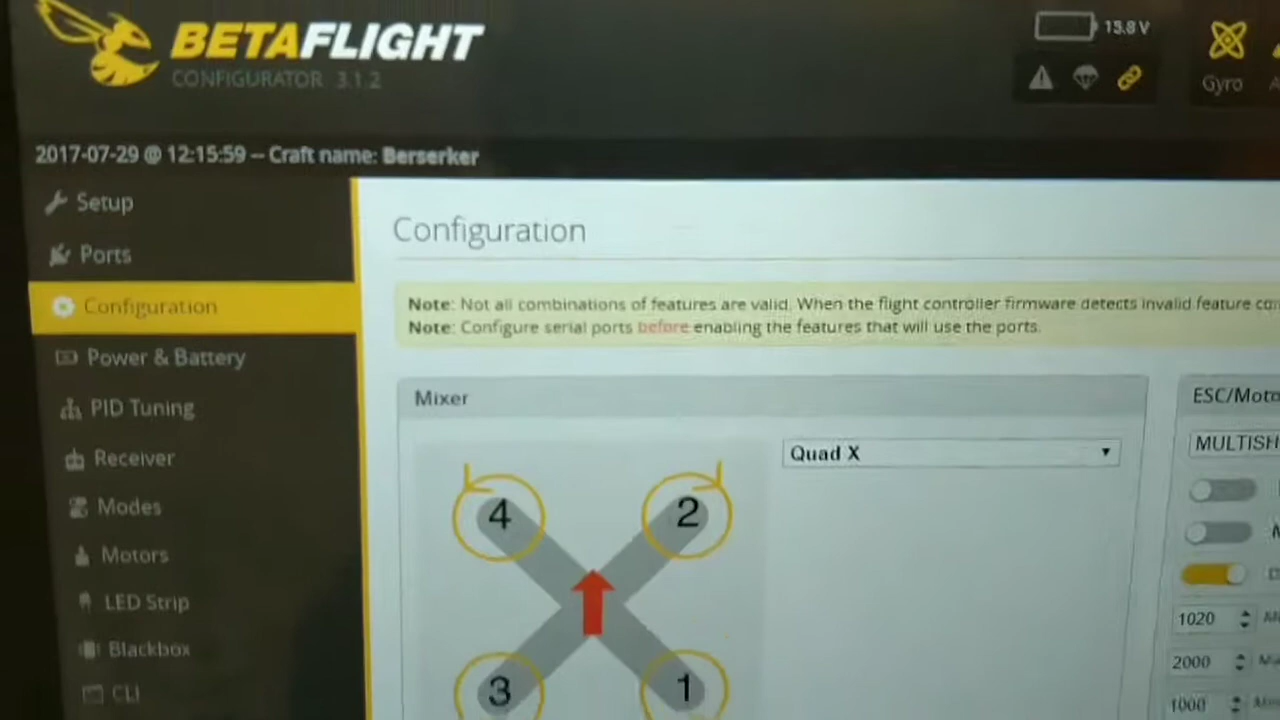 BETAFLIGHT
CONFIGURATOR 3.1.2
15.8 V
Gyro
2017-07-29 @ 12:15:59 -- Craft name: Berserker
Setup
Ports
Configuration
Power & Battery
PID Tuning
Receiver
Modes
Motors
LED Strip
Blackbox
CLI
Configuration
Note: Not all combinations of features are valid. When the flight controller firmware detects invalid feature
Note: Configure serial ports before enabling the features that will use the ports.
Mixer
Quad X
4
2
3
1
ESC/Moto
MULTISH
1020
2000
1000